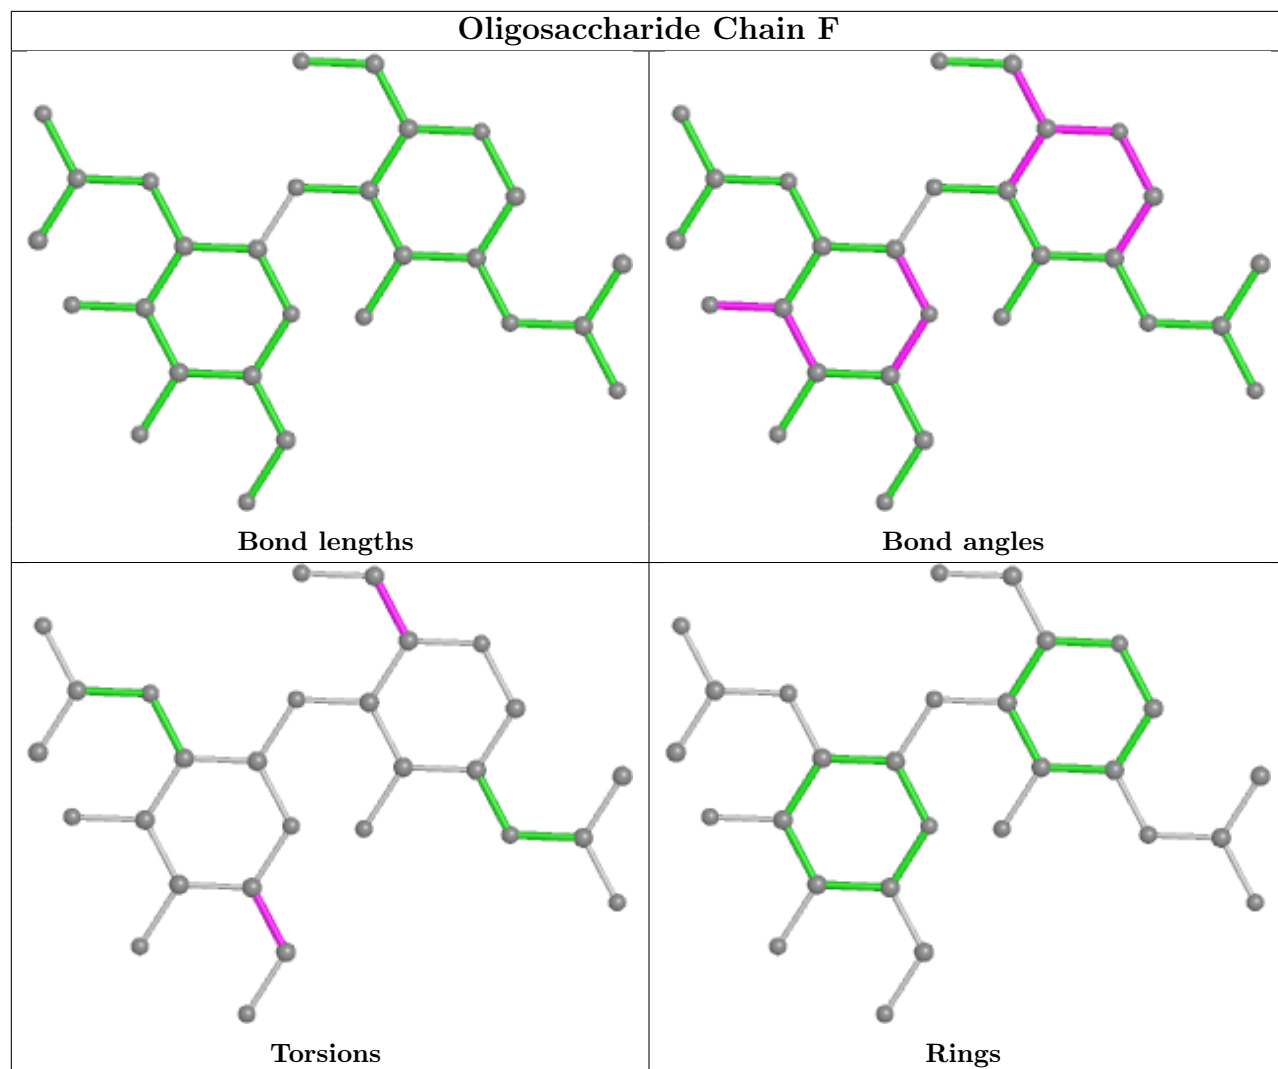 Oligosaccharide Chain F
Bond lengths
Bond angles
Torsions
Rings